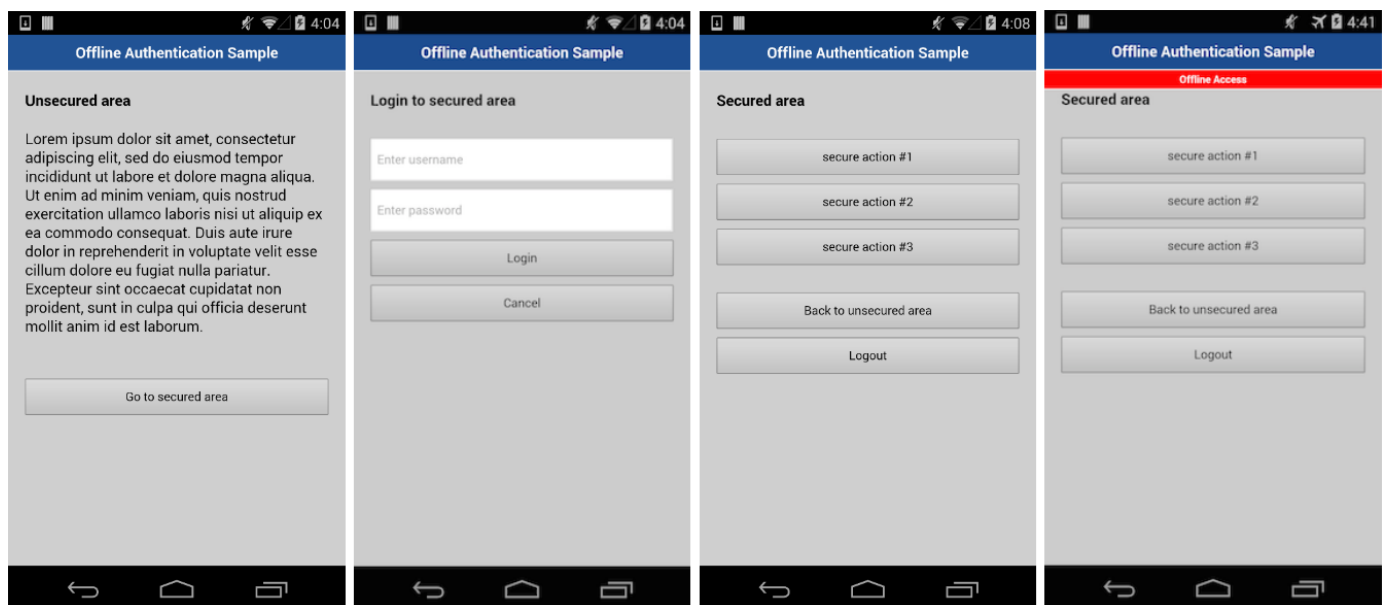 4:04
Offline Authentication Sample
Unsecured area
Lorem ipsum dolor sit amet, consectetur
adipiscing elit, sed do eiusmod tempor
incididunt ut labore et dolore magna aliqua.
Ut enim ad minim veniam, quis nostrud
exercitation ullamco laboris nisi ut aliquip ex
ea commodo consequat. Duis aute irure
dolor in reprehenderit in voluptate velit esse
cillum dolore eu fugiat nulla pariatur.
Excepteur sint occaecat cupidatat non
proident, sunt in culpa qui officia deserunt
mollit anim id est laborum.
Go to secured area
4:04
Offline Authentication Sample
Login to secured area
Enter username
Enter password
Login
Cancel
4:08
Offline Authentication Sample
Secured area
secure action #1
secure action #2
secure action #3
Back to unsecured area
Logout
4:41
Offline Authentication Sample
Offline Access
Secured area
secure action #1
secure action #2
secure action #3
Back to unsecured area
Logout